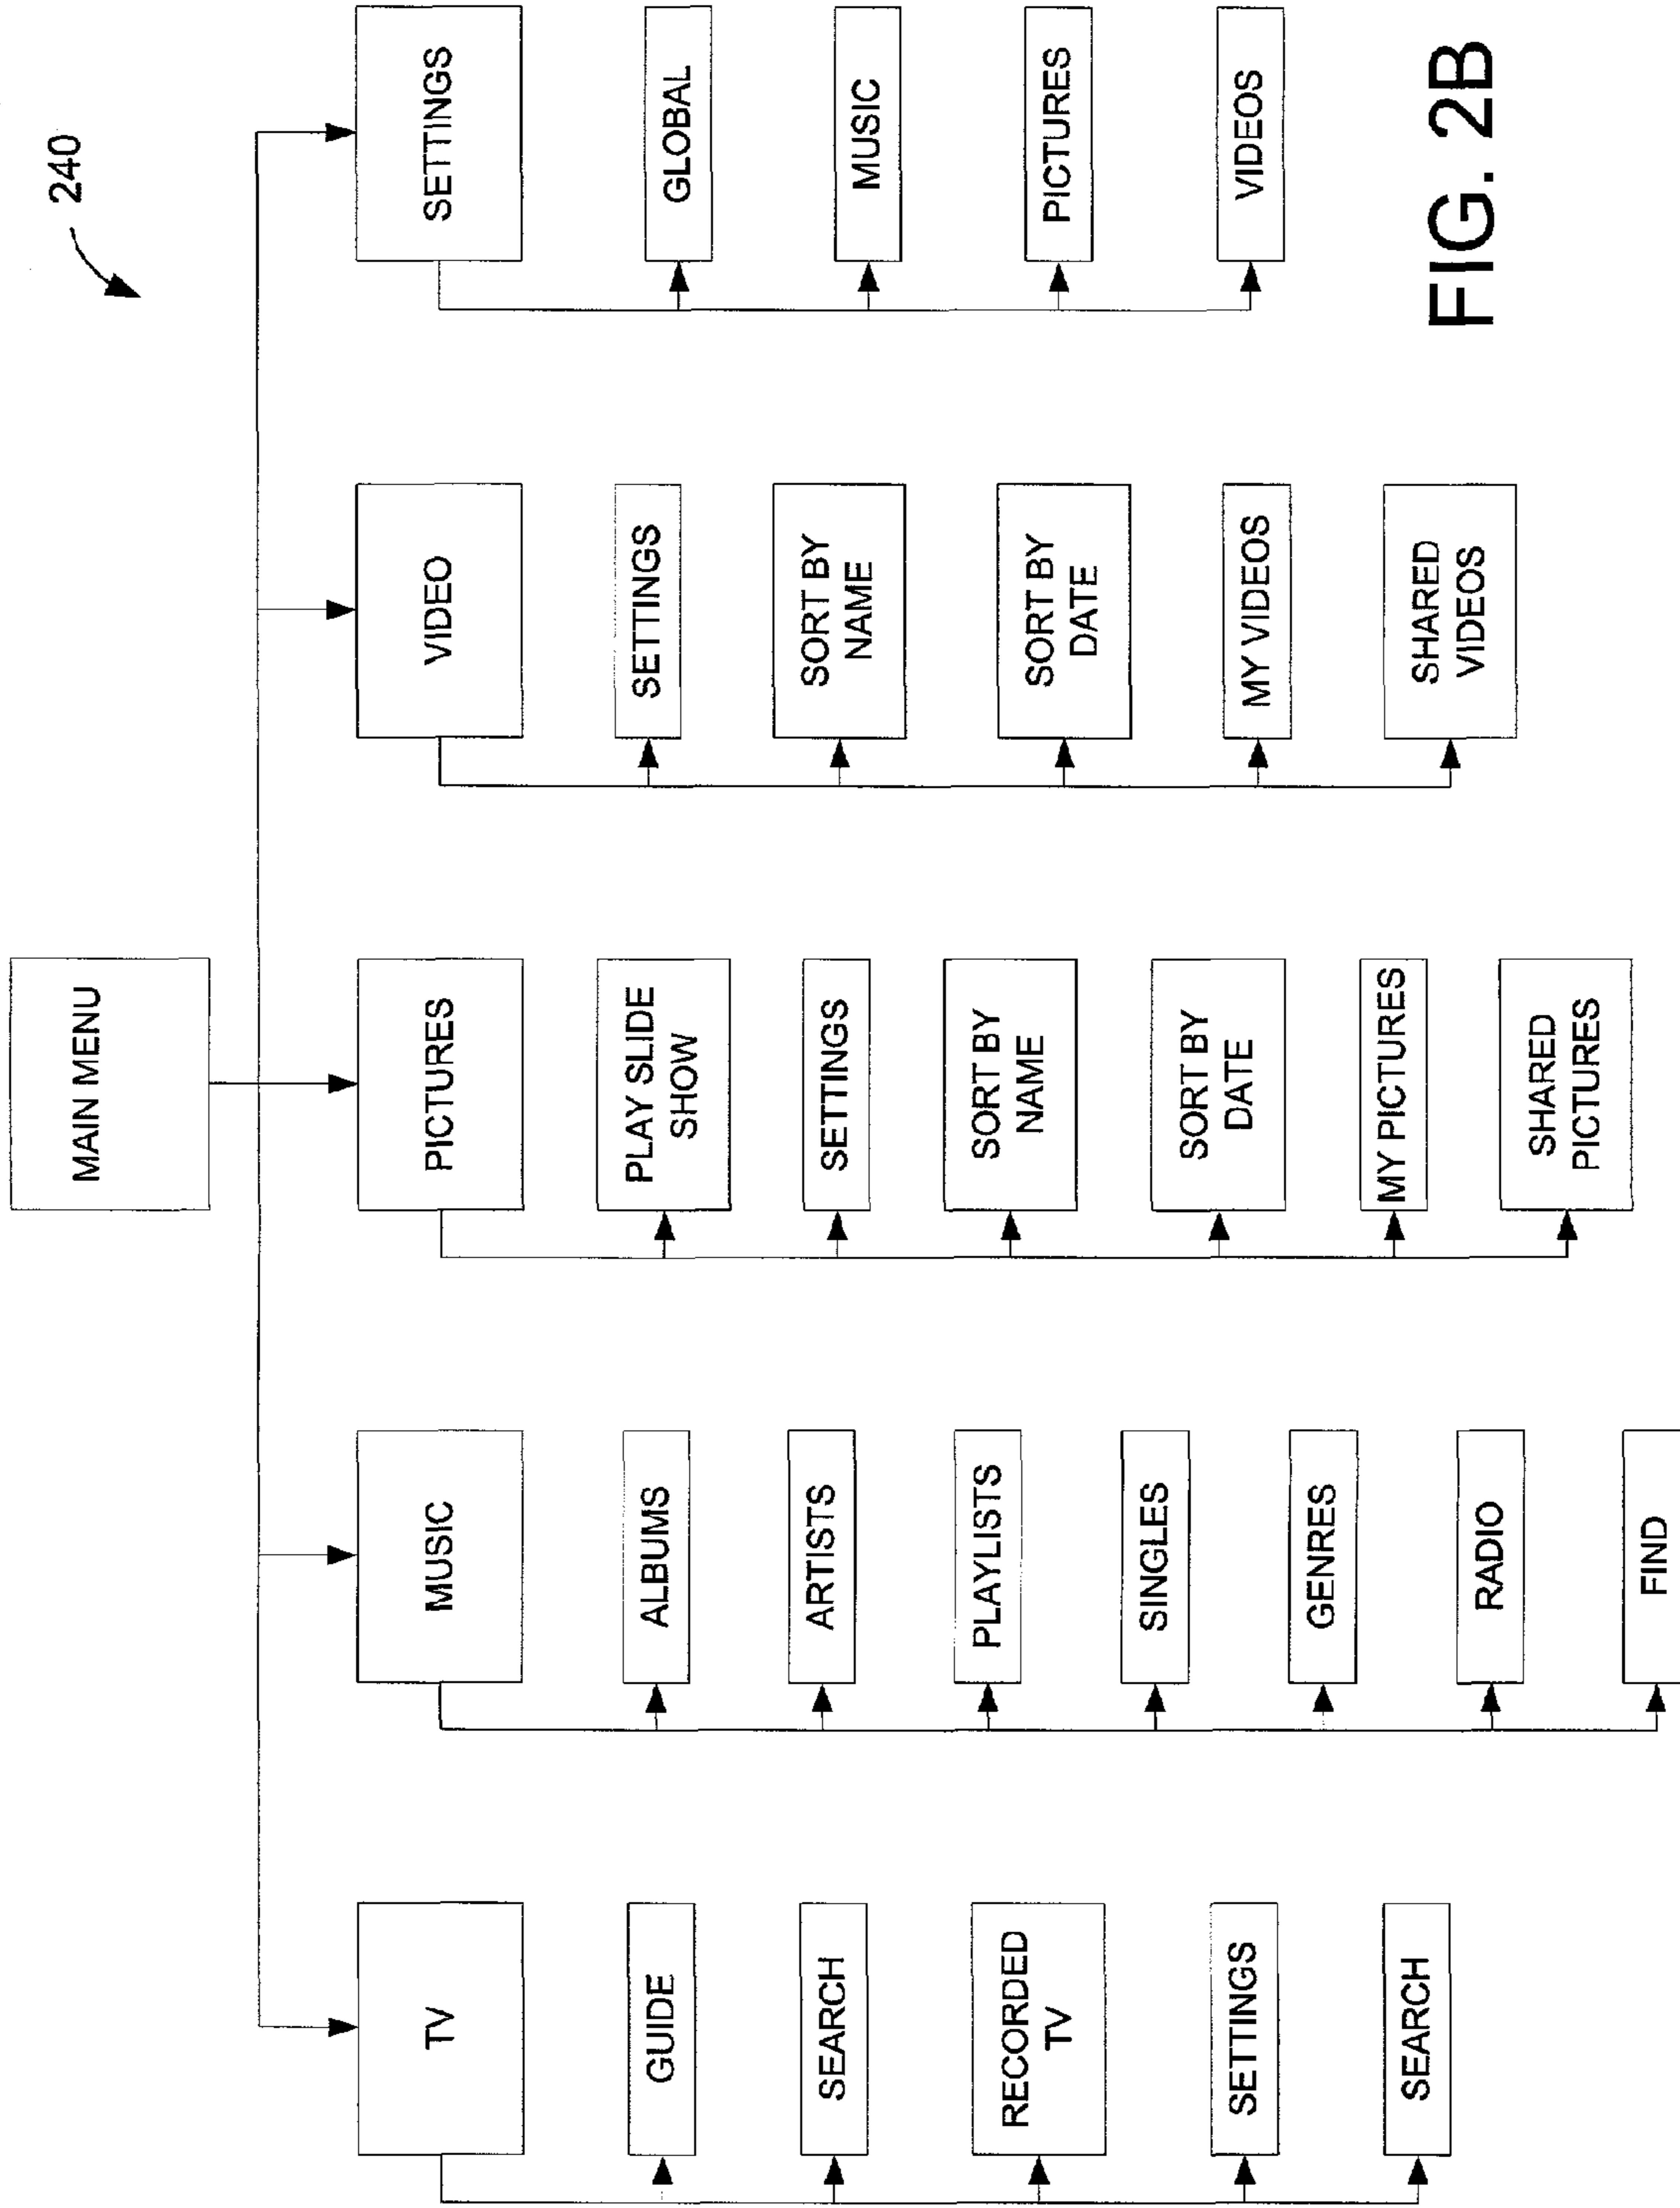 240
MAIN MENU
TV
GUIDE
SEARCH
RECORDED
TV
SETTINGS
SEARCH
MUSIC
ALBUMS
ARTISTS
PLAYLISTS
SINGLES
GENRES
RADIO
FIND
PICTURES
PLAY SLIDE
SHOW
SETTINGS
SORT BY
NAME
SORT BY
DATE
MY PICTURES
SHARED
PICTURES
VIDEO
SETTINGS
SORT BY
NAME
SORT BY
DATE
MY VIDEOS
SHARED
VIDEOS
SETTINGS
GLOBAL
MUSIC
PICTURES
VIDEOS
FIG. 2B